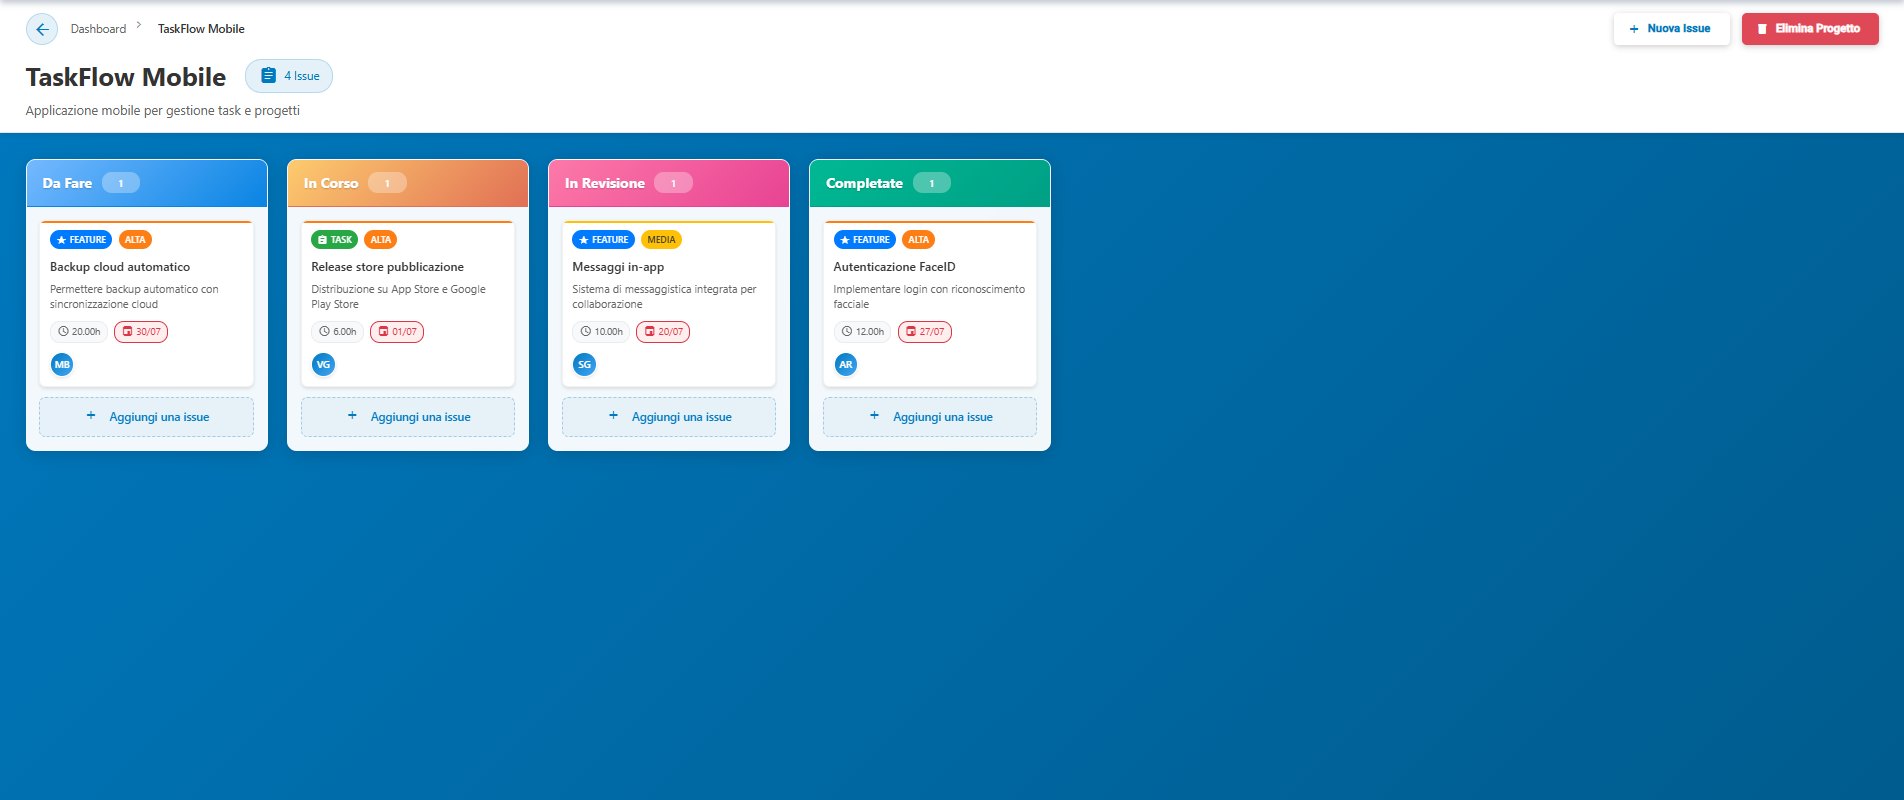 Dashboard > TaskFlow Mobile
+ Nuova Issue
Elimina Progetto
TaskFlow Mobile
4 Issue
Applicazione mobile per gestione task e progetti
Da Fare 1
FEATURE ALTA
Backup cloud automatico
Permettere backup automatico con
sincronizzazione cloud
20.00h 30/07
MB
+ Aggiungi una issue
In Corso 1
TASK ALTA
Release store pubblicazione
Distribuzione su App Store e Google
Play Store
6.00h 01/07
VG
+ Aggiungi una issue
In Revisione 1
FEATURE MEDIA
Messaggi in-app
Sistema di messaggistica integrata per
collaborazione
10.00h 20/07
SG
+ Aggiungi una issue
Completate 1
FEATURE ALTA
Autenticazione FaceID
Implementare login con riconoscimento
facciale
12.00h 27/07
AR
+ Aggiungi una issue